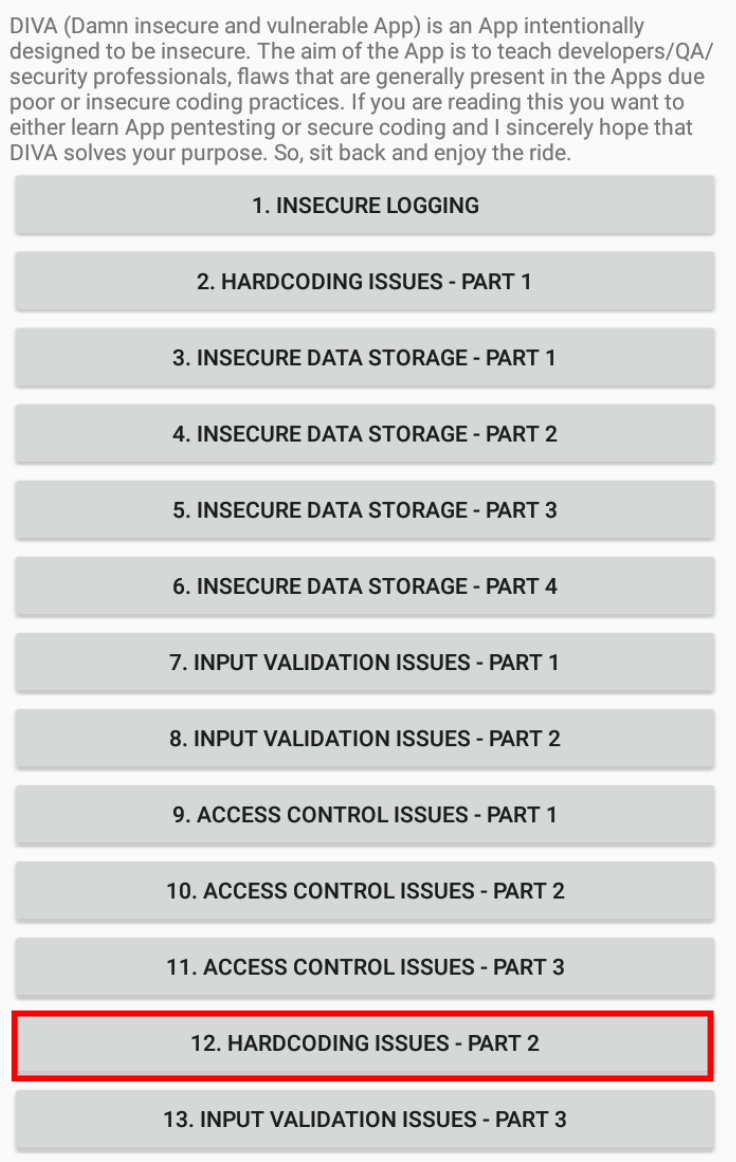 DIVA (Damn insecure and vulnerable App) is an App intentionally
designed to be insecure. The aim of the App is to teach developers/QA/
security professionals, flaws that are generally present in the Apps due
poor or insecure coding practices. If you are reading this you want to
either learn App pentesting or secure coding and I sincerely hope that
DIVA solves your purpose. So, sit back and enjoy the ride.
1. INSECURE LOGGING
2. HARDCODING ISSUES - PART 1
3. INSECURE DATA STORAGE - PART 1
4. INSECURE DATA STORAGE - PART 2
5. INSECURE DATA STORAGE - PART 3
6. INSECURE DATA STORAGE - PART 4
7. INPUT VALIDATION ISSUES - PART 1
8. INPUT VALIDATION ISSUES - PART 2
9. ACCESS CONTROL ISSUES - PART 1
10. ACCESS CONTROL ISSUES - PART 2
11. ACCESS CONTROL ISSUES - PART 3
12. HARDCODING ISSUES - PART 2
13. INPUT VALIDATION ISSUES - PART 3